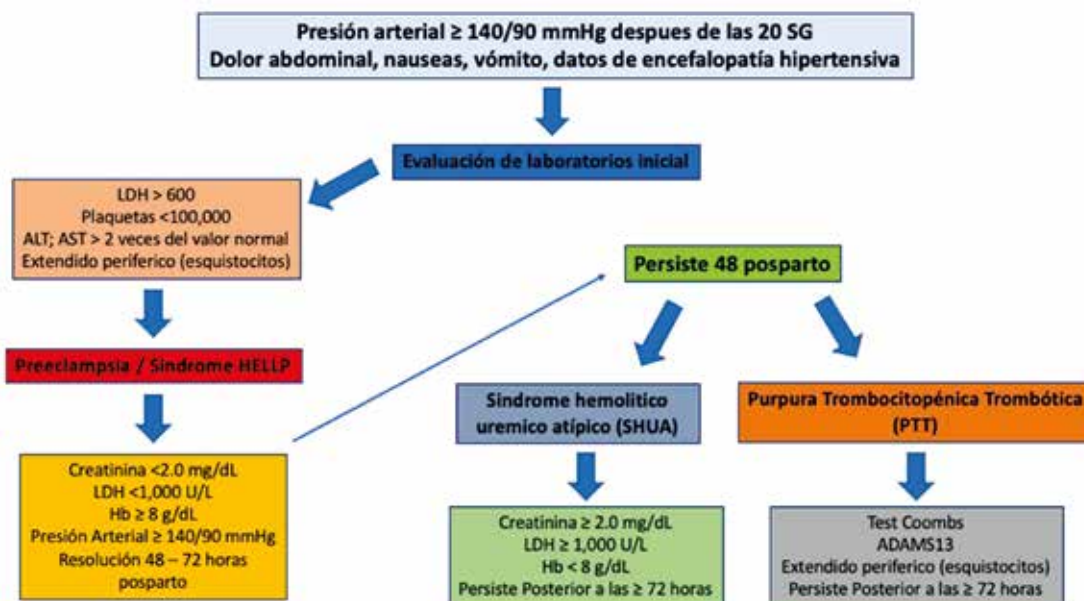 Presión arterial ≥ 140/90 mmHg despues de las 20 SG
Dolor abdominal, nauseas, vómito, datos de encefalopatía hipertensiva
Evaluación de laboratorios inicial
LDH > 600
Plaquetas <100,000
ALT; AST > 2 veces del valor normal
Extendido periferico (esquistocitos)
Preeclampsia / Sindrome HELLP
Creatinina <2.0 mg/dL
LDH <1,000 U/L
Hb ≥ 8 g/dL
Presión Arterial ≥ 140/90 mmHg
Resolución 48 – 72 horas
posparto
Persiste 48 posparto
Sindrome hemolitico
uremico atípico (SHUA)
Creatinina ≥ 2.0 mg/dL
LDH ≥ 1,000 U/L
Hb < 8 g/dL
Persiste Posterior a las ≥ 72 horas
Purpura Trombocitopénica Trombótica
(PTT)
Test Coombs
ADAMS13
Extendido periferico (esquistocitos)
Persiste Posterior a las ≥ 72 horas